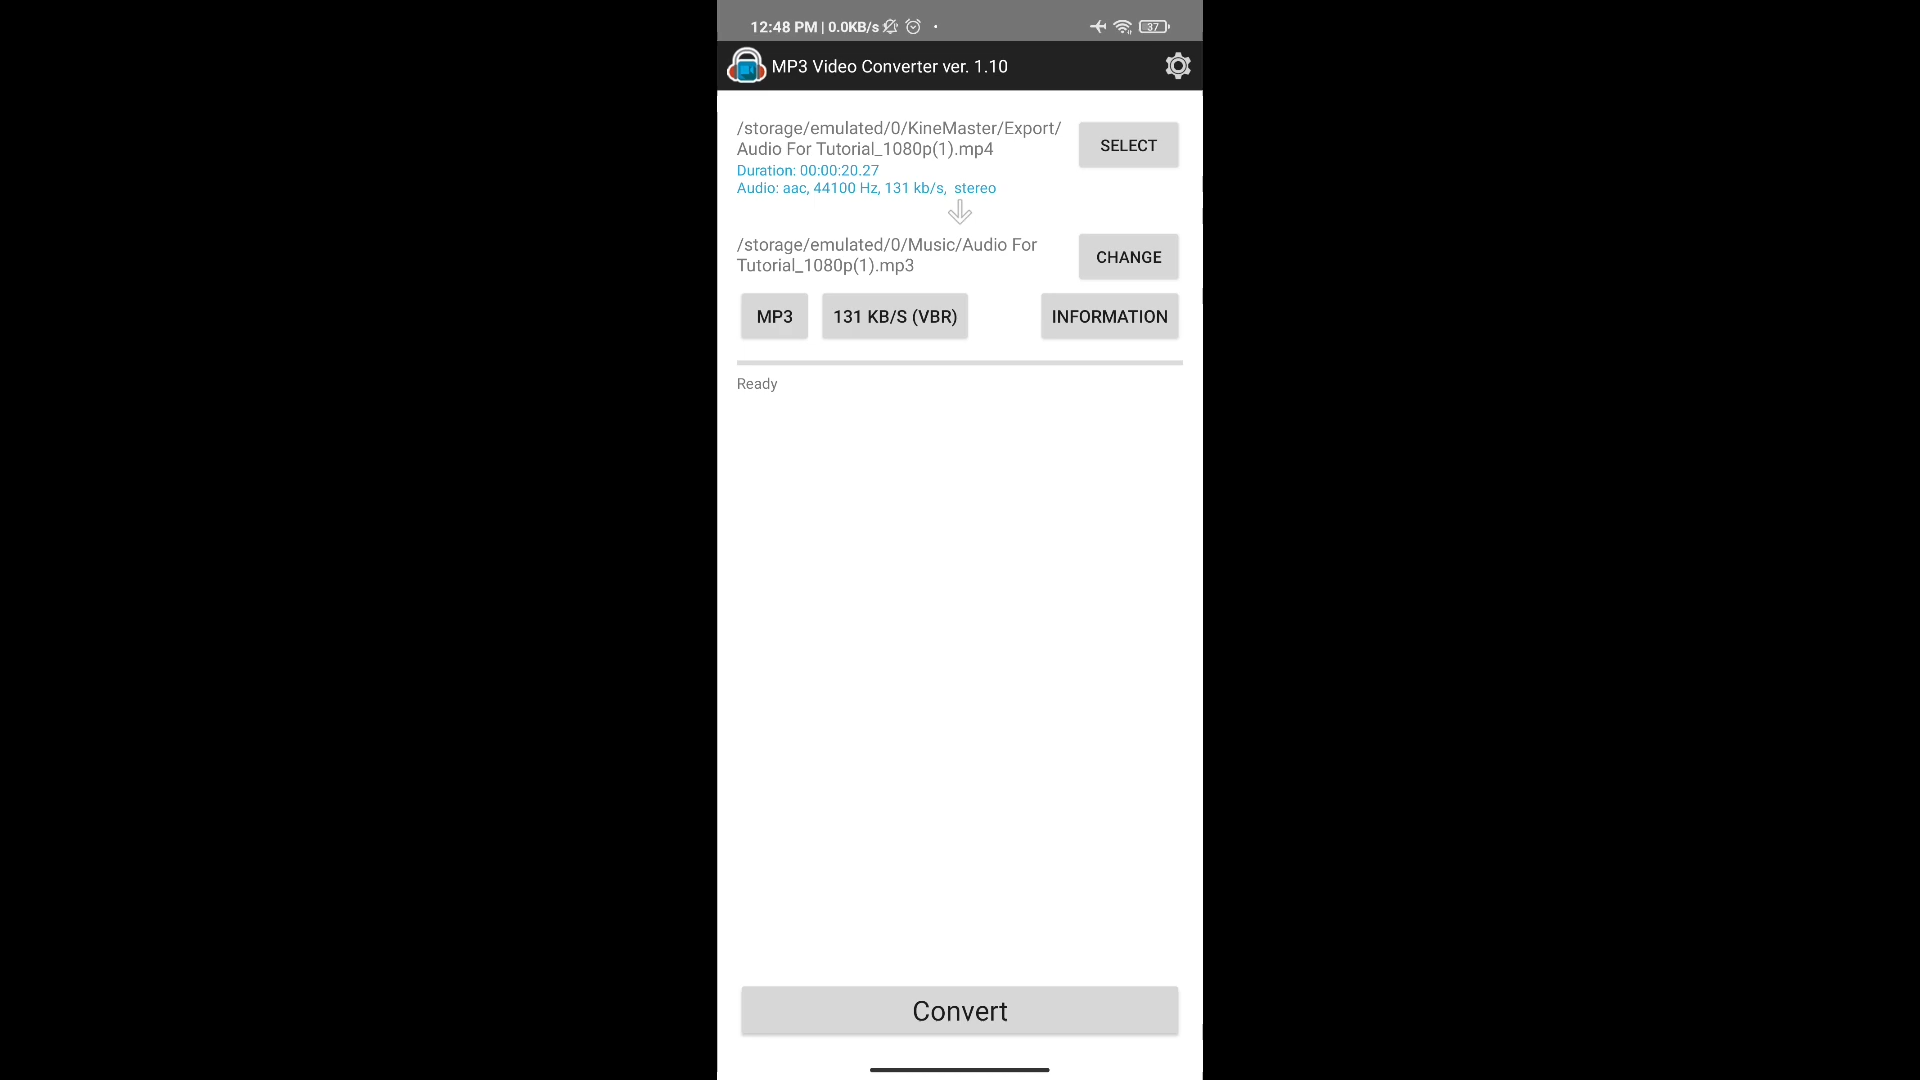 12:48 PM | 0.0KB/s
37
MP3 Video Converter ver. 1.10
/storage/emulated/0/KineMaster/Export/
Audio For Tutorial_1080p(1).mp4
SELECT
Duration: 00:00:20.27
Audio: aac, 44100 Hz, 131 kb/s,  stereo
/storage/emulated/0/Music/Audio For
Tutorial_1080p(1).mp3
CHANGE
MP3
131 KB/S (VBR)
INFORMATION
Ready
Convert